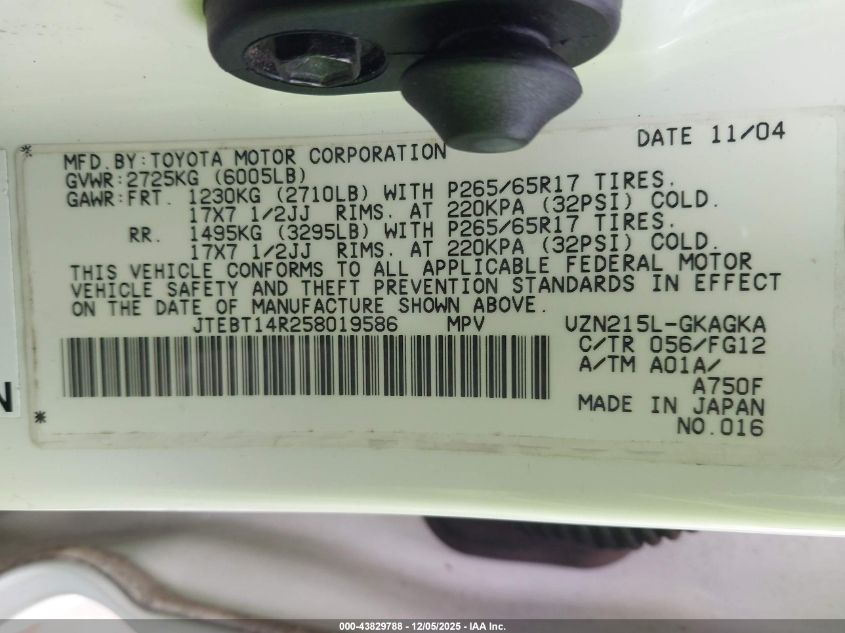 DATE 11/04
MFD.BY:TOYOTA MOTOR CORPORATION
GVWR:2725KG (6005LB)
GAWR:FRT. 1230KG (2710LB) WITH P265/65R17 TIRES.
17X7 1/2JJ RIMS. AT 220KPA (32PSI) COLD.
RR. 1495KG (3295LB) WITH P265/65R17 TIRES.
17X7 1/2JJ RIMS. AT 220KPA (32PSI) COLD.
THIS VEHICLE CONFORMS TO ALL APPLICABLE FEDERAL MOTOR
VEHICLE SAFETY AND THEFT PREVENTION STANDARDS IN EFFECT
ON THE DATE OF MANUFACTURE SHOWN ABOVE.
JTEBT14R258019586 MPV UZN215L-GKAGKA
C/TR 056/FG12
A/TM A01A/
A750F
MADE IN JAPAN
NO.016
N
000-43829788 - 12/05/2025 - IAA Inc.